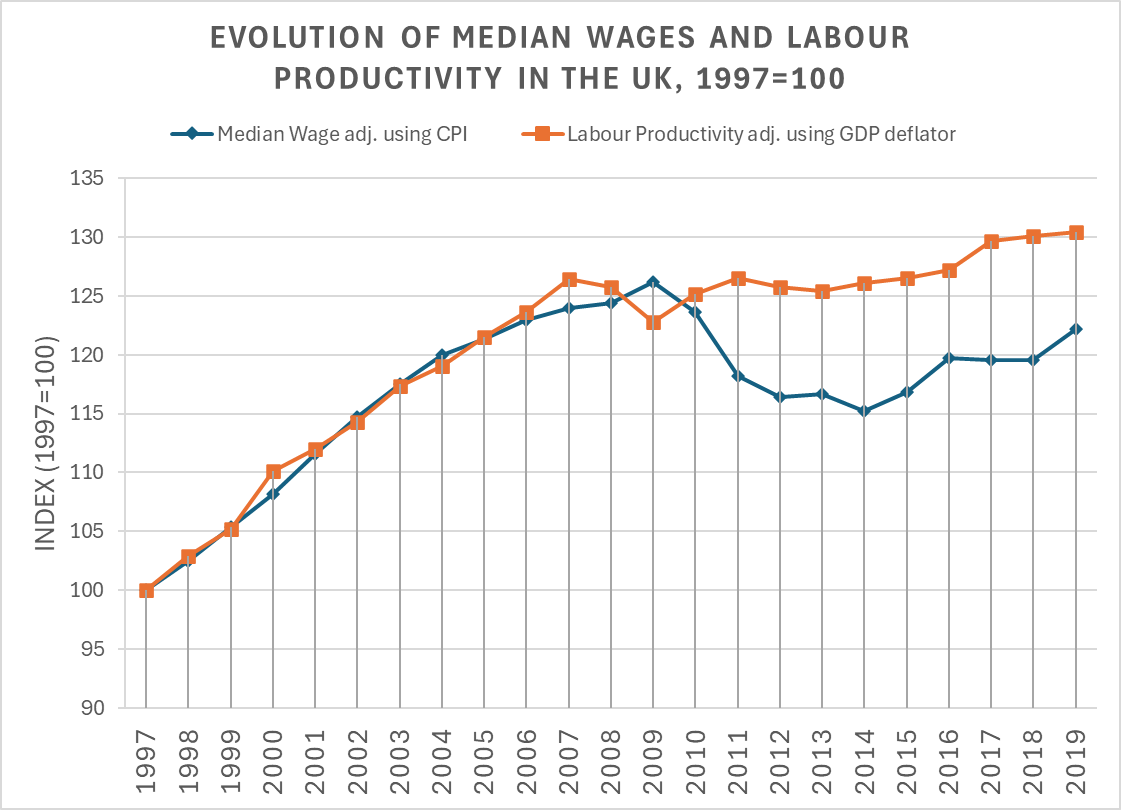 EVOLUTION OF MEDIAN WAGES AND LABOUR
PRODUCTIVITY IN THE UK, 1997=100
Median Wage adj. using CPI
Labour Productivity adj. using GDP deflator
INDEX (1997=100)
135
130
125
120
115
110
105
100
95
90
1997 1998 1999 2000 2001 2002 2003 2004 2005 2006 2007 2008 2009 2010 2011 2012 2013 2014 2015 2016 2017 2018 2019